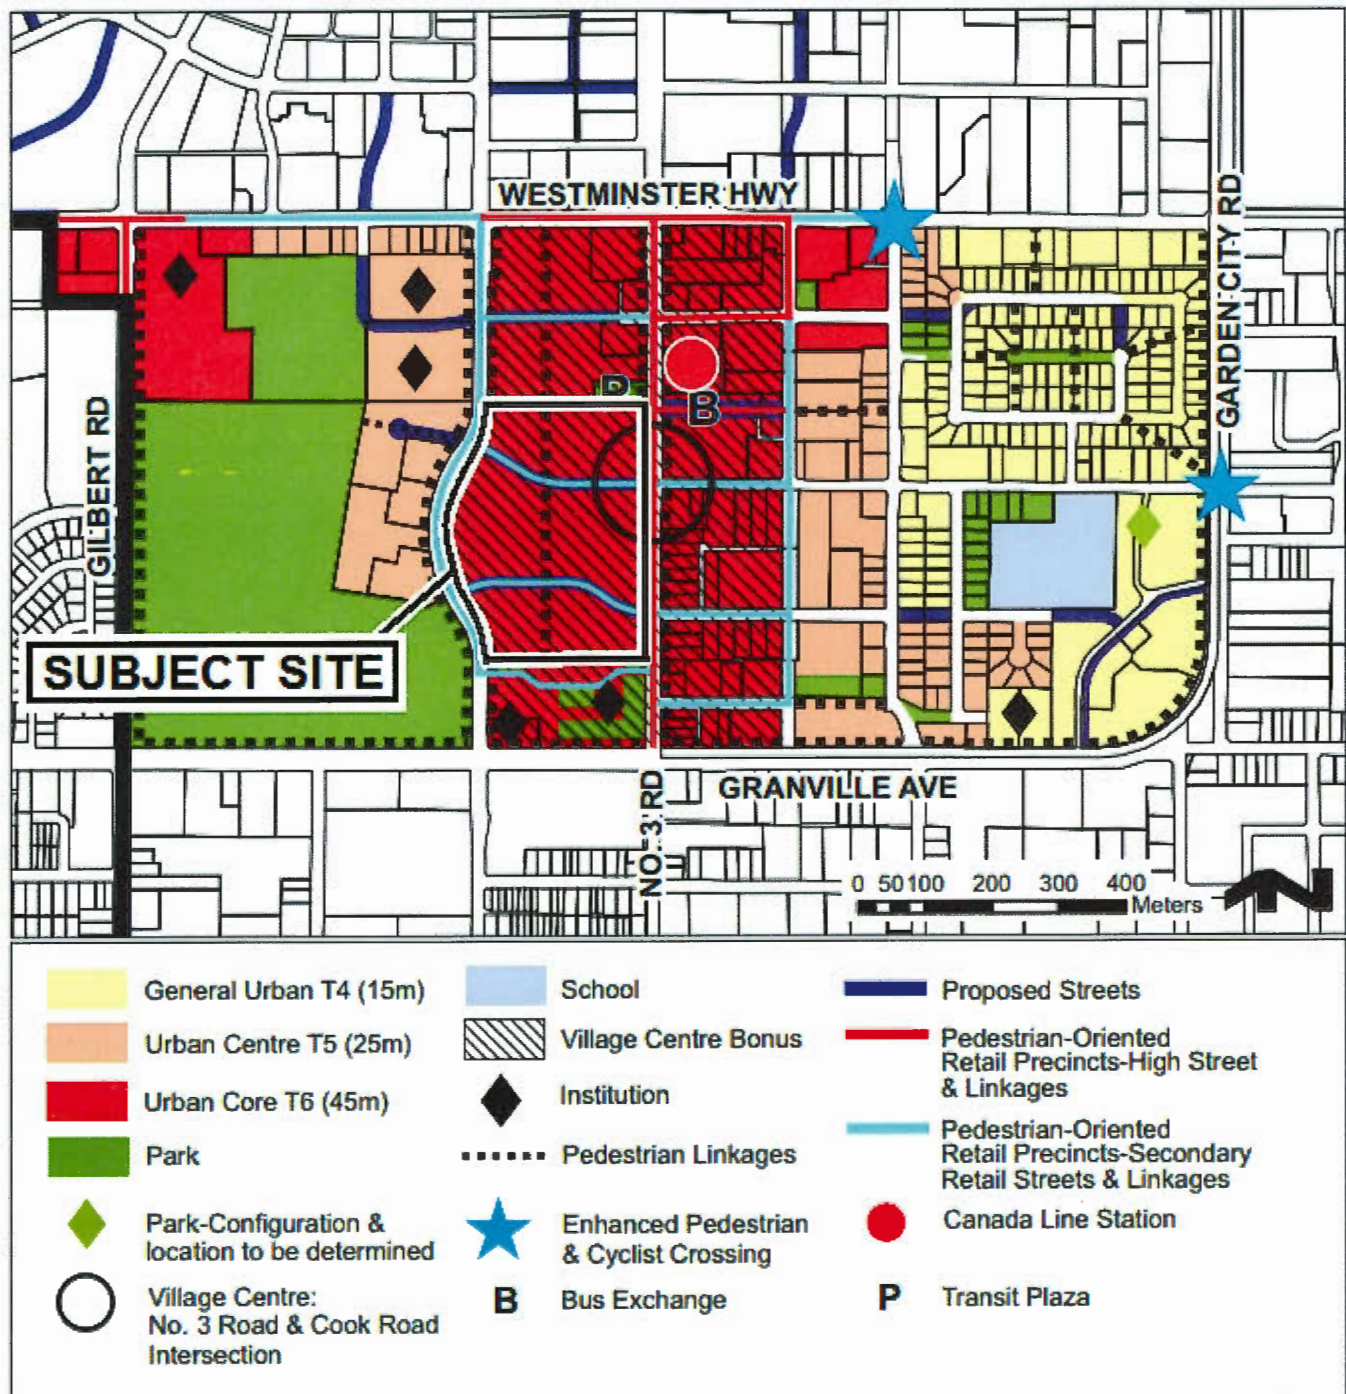 WESTMINSTER HWY
GARDEN CITY RD
GILBERT RD
P
B
SUBJECT SITE
NO. 3 RD
GRANVILLE AVE
0 50 100 200 300 400
Meters
N
General Urban T4 (15m)
Urban Centre T5 (25m)
Urban Core T6 (45m)
Park
Park-Configuration &
location to be determined
Village Centre:
No. 3 Road & Cook Road
Intersection
School
Village Centre Bonus
Institution
Pedestrian Linkages
Enhanced Pedestrian
& Cyclist Crossing
B Bus Exchange
Proposed Streets
Pedestrian-Oriented
Retail Precincts-High Street
& Linkages
Pedestrian-Oriented
Retail Precincts-Secondary
Retail Streets & Linkages
Canada Line Station
P Transit Plaza